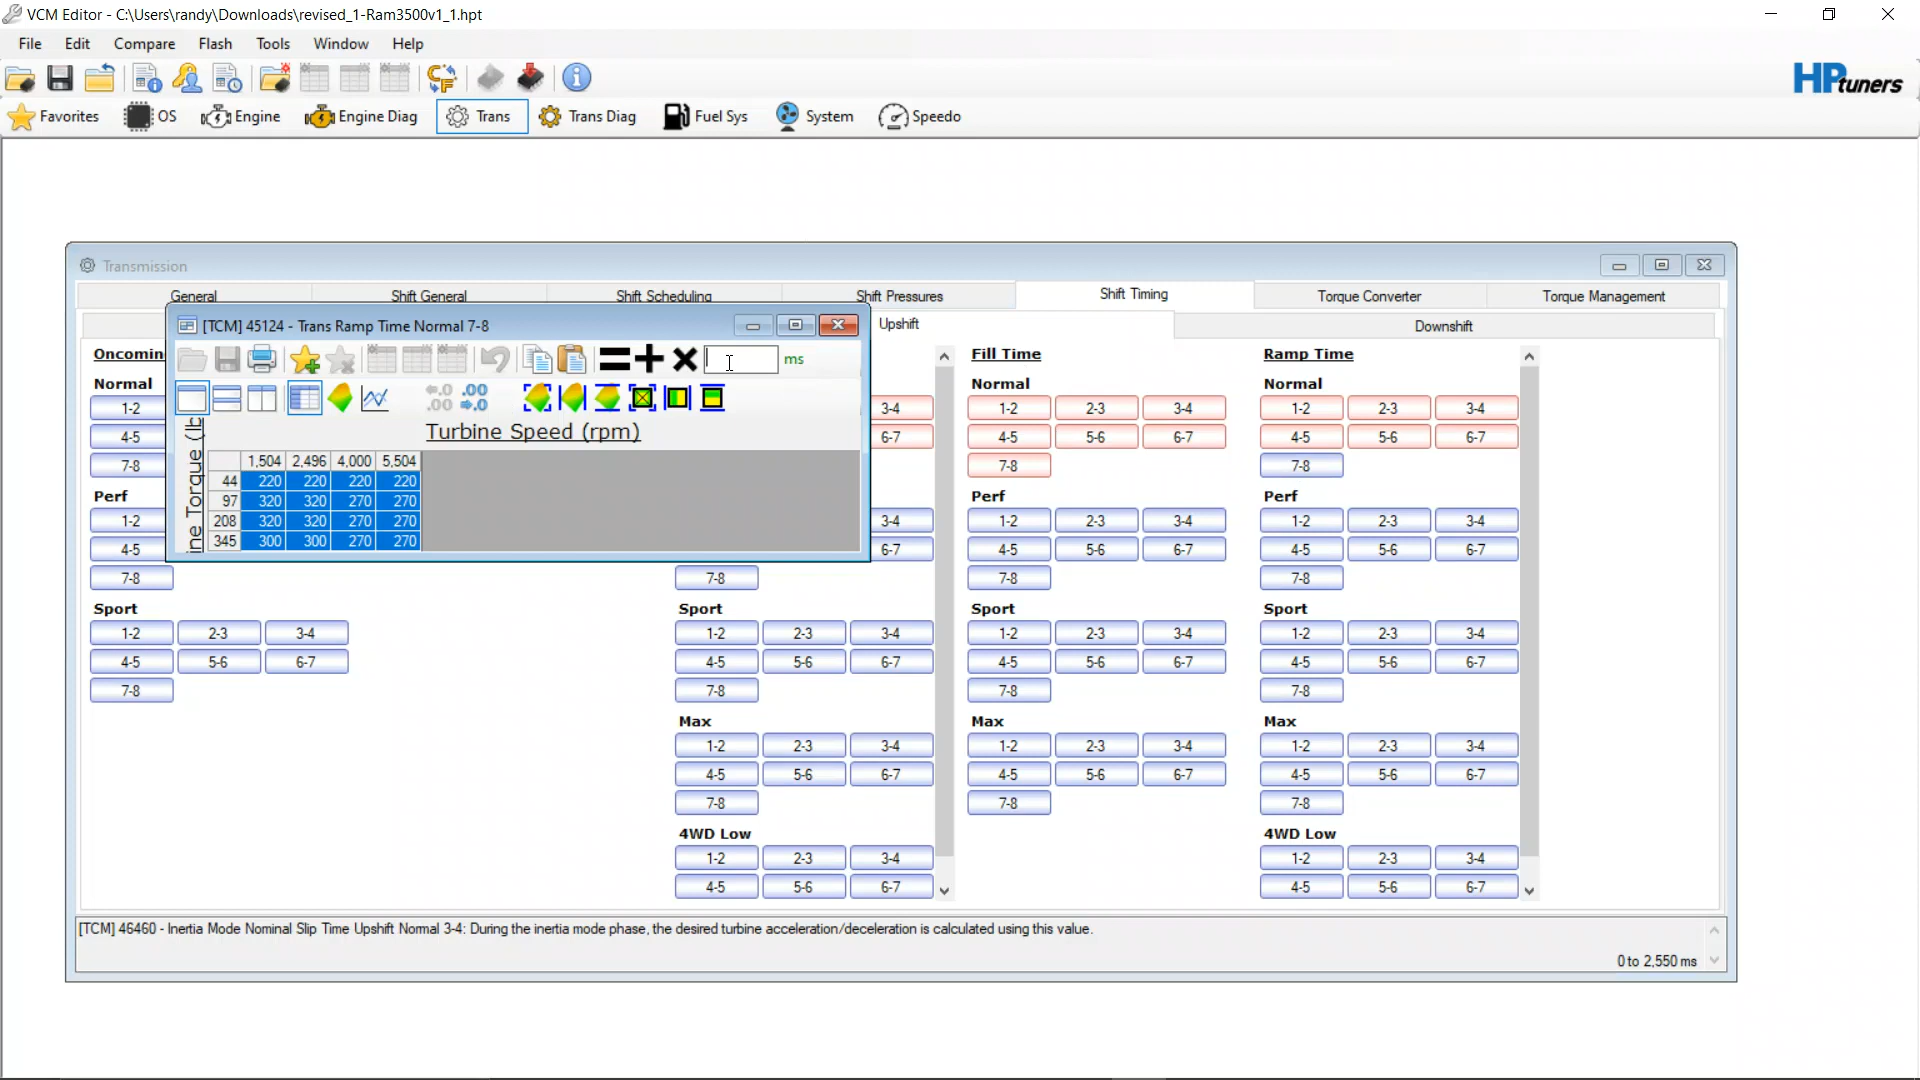 VCM Editor - C:\Users\randy\Downloads\revised_1-Ram3500v1_1.hpt
File Edit Compare Flash Tools Window Help
HPtuners
Favorites OS Engine Engine Diag Trans Trans Diag Fuel Sys System Speedo
Transmission
General Shift General Shift Scheduling Shift Pressures Shift Timing Torque Converter Torque Management
Upshift Downshift
[TCM] 45124 - Trans Ramp Time Normal 7-8
ms
Turbine Speed (rpm)
ine Torque (lb
1,504 2,496 4,000 5,504
44 220 220 220 220
97 320 320 270 270
208 320 320 270 270
345 300 300 270 270
Oncomin
Normal
1-2
4-5
7-8
Perf
1-2
4-5
7-8
Sport
1-2 2-3 3-4
4-5 5-6 6-7
7-8
3-4
6-7
3-4
6-7
7-8
Sport
1-2 2-3 3-4
4-5 5-6 6-7
7-8
Max
1-2 2-3 3-4
4-5 5-6 6-7
7-8
4WD Low
1-2 2-3 3-4
4-5 5-6 6-7
Fill Time
Normal
1-2 2-3 3-4
4-5 5-6 6-7
7-8
Perf
1-2 2-3 3-4
4-5 5-6 6-7
7-8
Sport
1-2 2-3 3-4
4-5 5-6 6-7
7-8
Max
1-2 2-3 3-4
4-5 5-6 6-7
7-8
Ramp Time
Normal
1-2 2-3 3-4
4-5 5-6 6-7
7-8
Perf
1-2 2-3 3-4
4-5 5-6 6-7
7-8
Sport
1-2 2-3 3-4
4-5 5-6 6-7
7-8
Max
1-2 2-3 3-4
4-5 5-6 6-7
7-8
4WD Low
1-2 2-3 3-4
4-5 5-6 6-7
[TCM] 46460 - Inertia Mode Nominal Slip Time Upshift Normal 3-4: During the inertia mode phase, the desired turbine acceleration/deceleration is calculated using this value.
0 to 2,550 ms